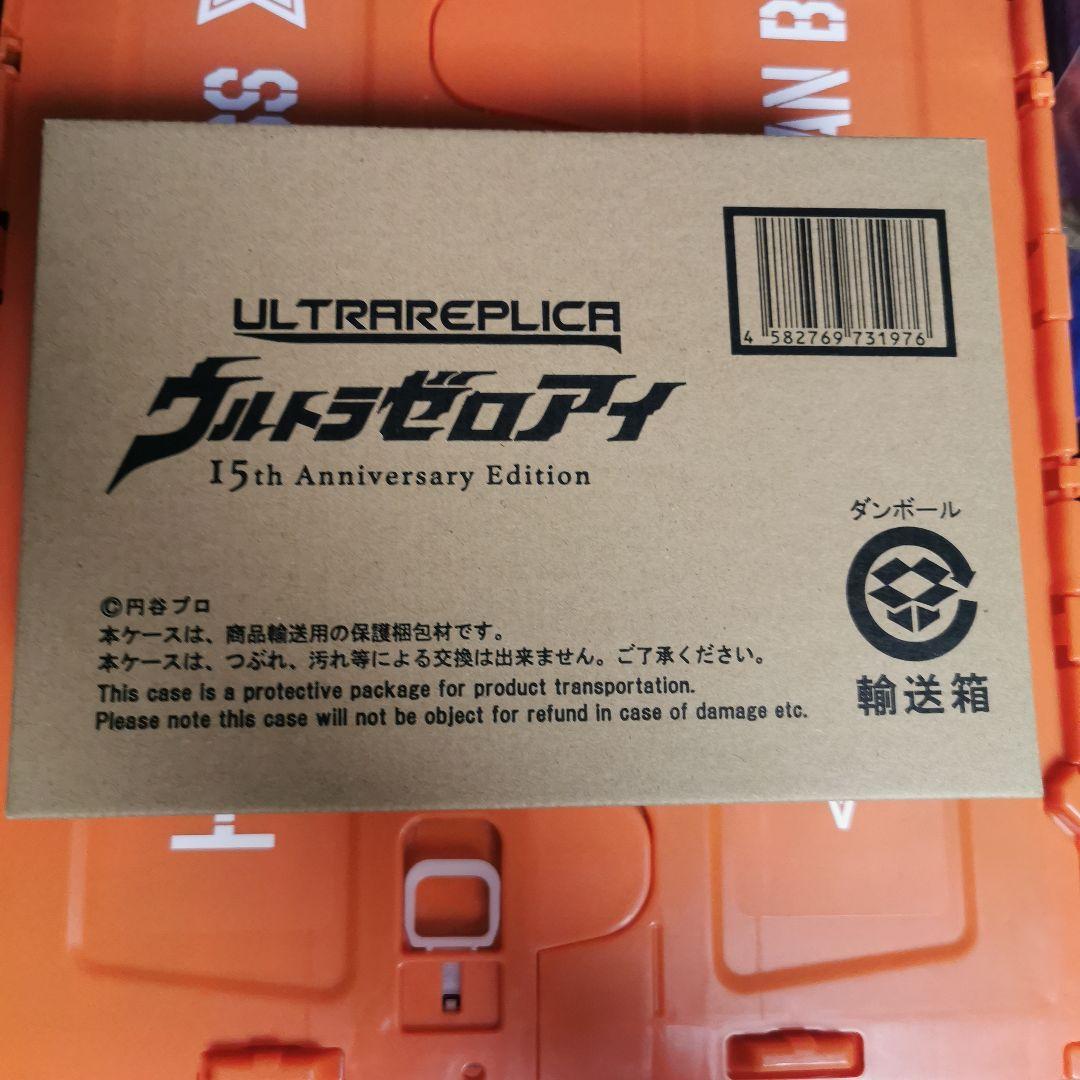 SS
AN B
ULTRAREPLICA
ウルトラゼロアイ
15th Anniversary Edition
4 582769 731976
ダンボール
輸送箱
©円谷プロ
本ケースは、商品輸送用の保護梱包材です。
本ケースは、つぶれ、汚れ等による交換は出来ません。ご了承ください。
This case is a protective package for product transportation.
Please note this case will not be object for refund in case of damage etc.